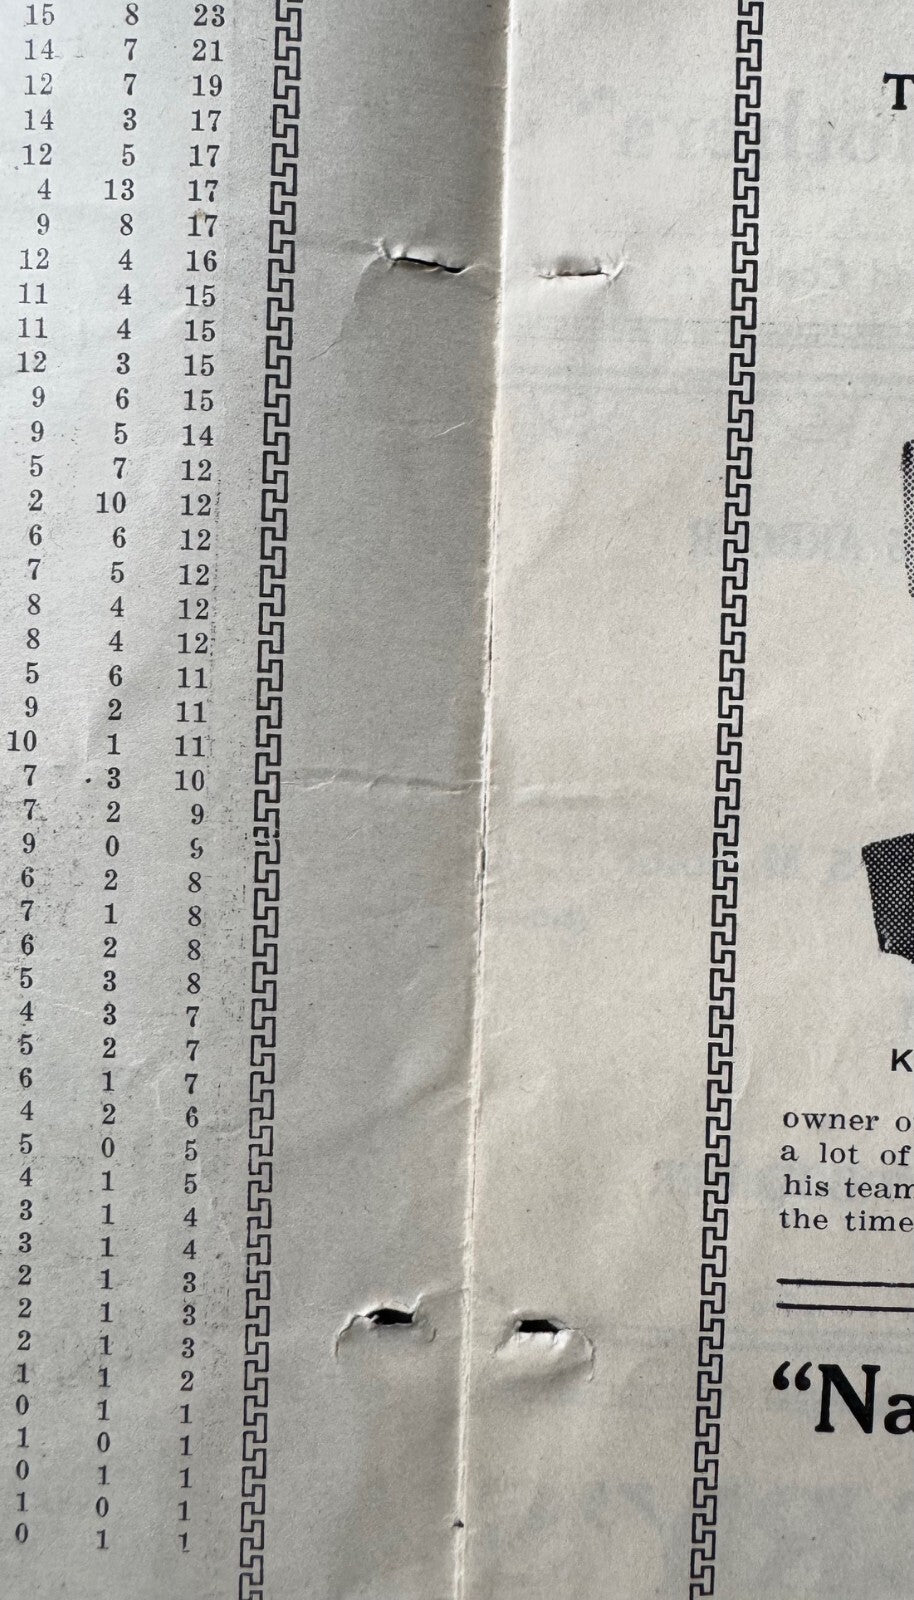 15 8 23
14 7 21
12 7 19
14 3 17
12 5 17
4 13 17
9 8 17
12 4 16
11 4 15
11 4 15
12 3 15
9 6 15
9 5 14
5 7 12
2 10 12
6 6 12
7 5 12
8 4 12
8 4 12
5 6 11
9 2 11
10 1 11
7 3 10
7 2 9
9 0 9
6 2 8
7 1 8
6 2 8
5 3 8
4 3 7
5 2 7
6 1 7
4 2 6
5 0 5
4 1 5
3 1 4
3 1 4
2 1 3
2 1 3
2 1 3
1 1 2
0 1 1
1 0 1
0 1 1
1 0 1
0 1 1
T
K
owner o
a lot of
his team
the time
“Na